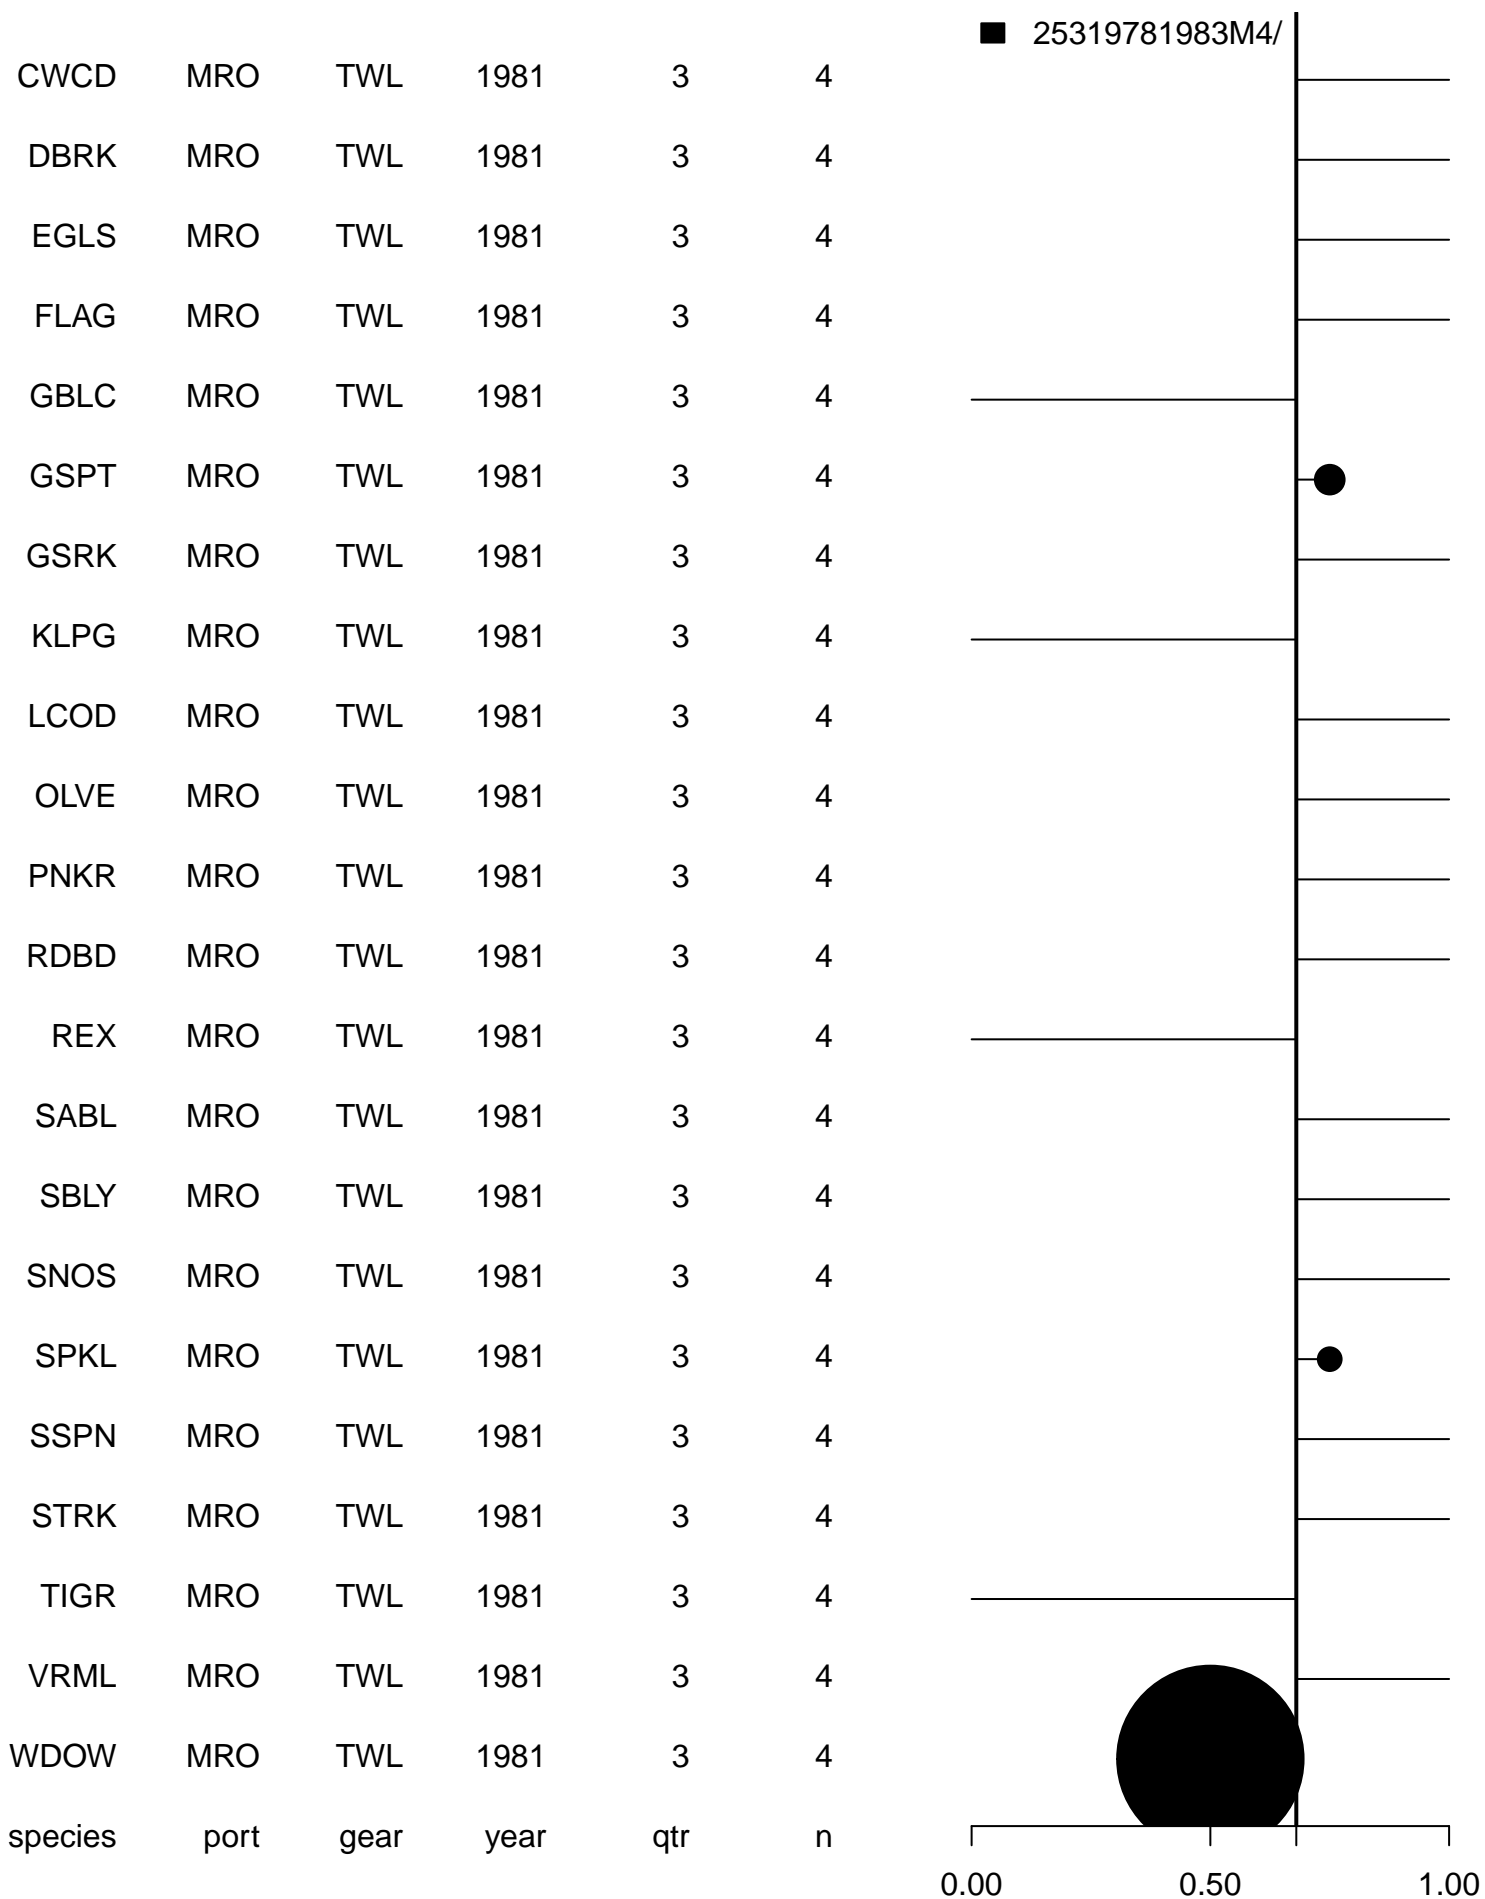 25319781983M4/
CWCD MRO TWL 1981 3 4
DBRK MRO TWL 1981 3 4
EGLS MRO TWL 1981 3 4
FLAG MRO TWL 1981 3 4
GBLC MRO TWL 1981 3 4
GSPT MRO TWL 1981 3 4
GSRK MRO TWL 1981 3 4
KLPG MRO TWL 1981 3 4
LCOD MRO TWL 1981 3 4
OLVE MRO TWL 1981 3 4
PNKR MRO TWL 1981 3 4
RDBD MRO TWL 1981 3 4
REX MRO TWL 1981 3 4
SABL MRO TWL 1981 3 4
SBLY MRO TWL 1981 3 4
SNOS MRO TWL 1981 3 4
SPKL MRO TWL 1981 3 4
SSPN MRO TWL 1981 3 4
STRK MRO TWL 1981 3 4
TIGR MRO TWL 1981 3 4
VRML MRO TWL 1981 3 4
WDOW MRO TWL 1981 3 4
species port gear year qtr n
0.00 0.50 1.00